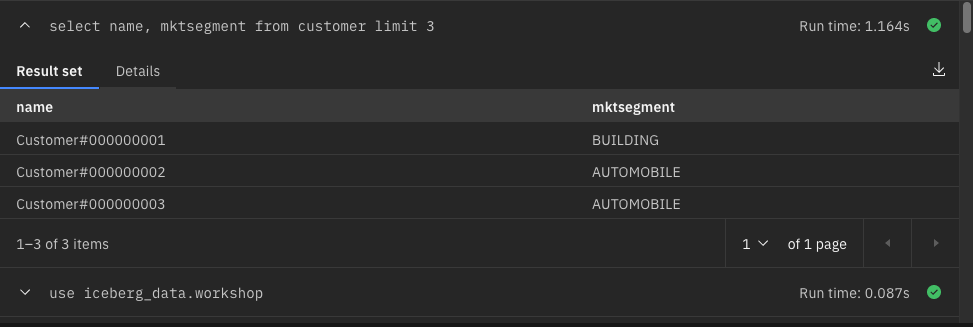 select name, mktsegment from customer limit 3 Run time: 1.164s
Result set Details
name mktsegment
Customer#000000001 BUILDING
Customer#000000002 AUTOMOBILE
Customer#000000003 AUTOMOBILE
1–3 of 3 items 1 of 1 page
use iceberg_data.workshop Run time: 0.087s